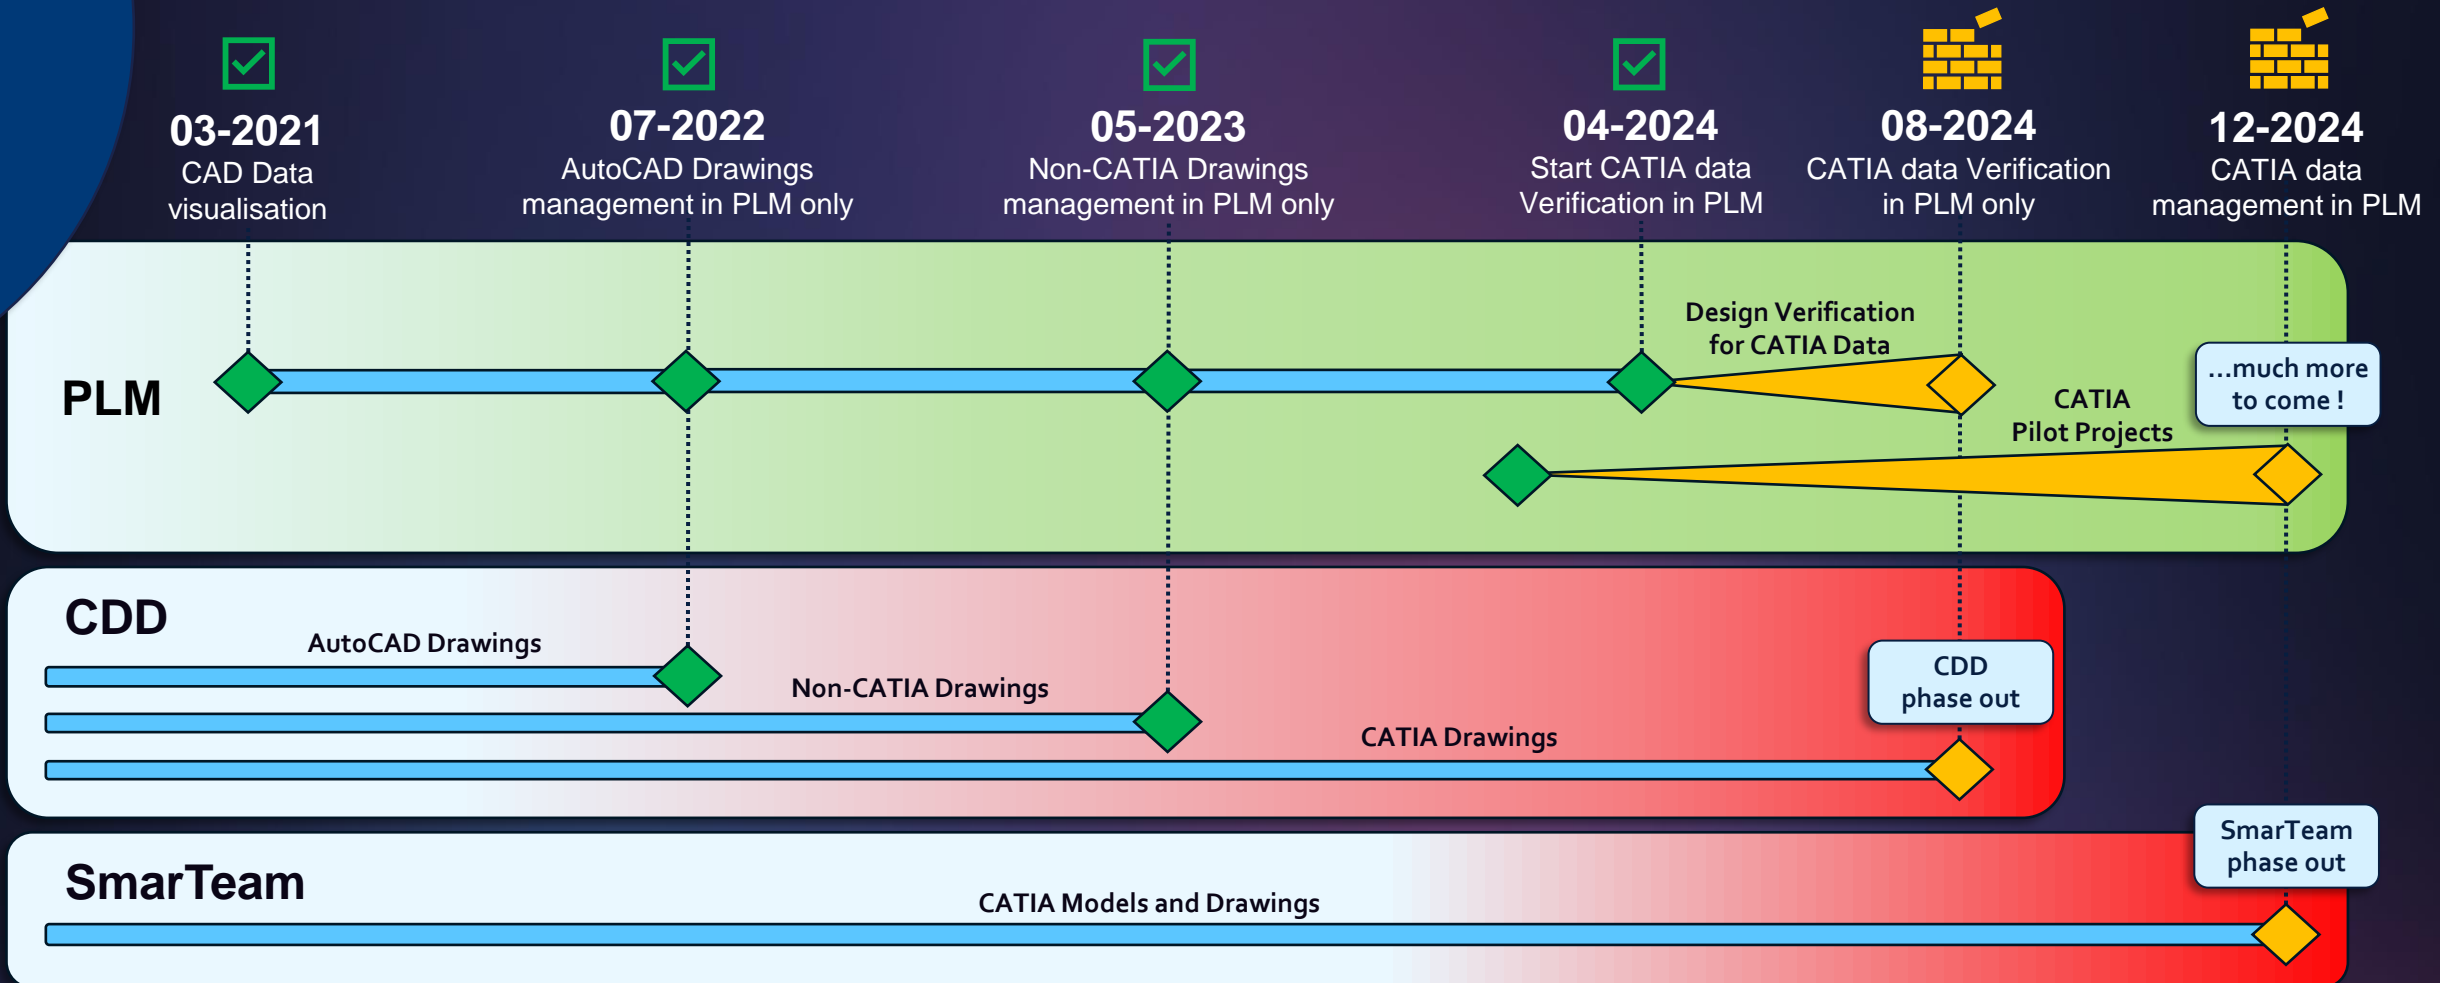 03-2021
CAD Data
visualisation
07-2022
AutoCAD Drawings
management in PLM only
05-2023
Non-CATIA Drawings
management in PLM only
04-2024
Start CATIA data
Verification in PLM
08-2024
CATIA data Verification
in PLM only
12-2024
CATIA data
management in PLM
PLM
Design Verification
for CATIA Data
CATIA
Pilot Projects
...much more
to come !
CDD
AutoCAD Drawings
Non-CATIA Drawings
CATIA Drawings
CDD
phase out
SmarTeam
CATIA Models and Drawings
SmarTeam
phase out